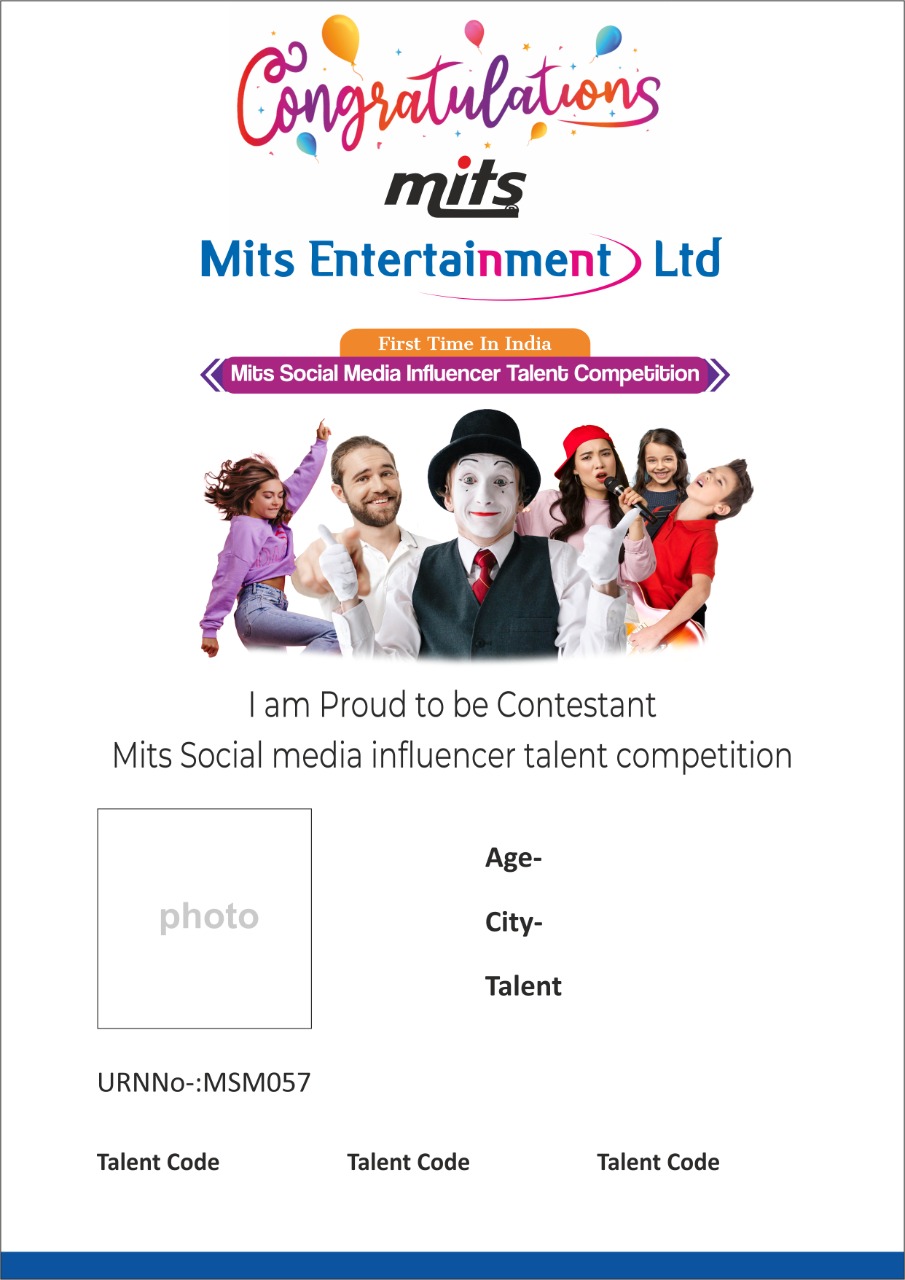 Congratulations
mits
Mits Entertainment Ltd
First Time In India
Mits Social Media Influencer Talent Competition
I am Proud to be Contestant
Mits Social media influencer talent competition
photo
Age-
City-
Talent
URNNo-:MSM057
Talent Code Talent Code Talent Code